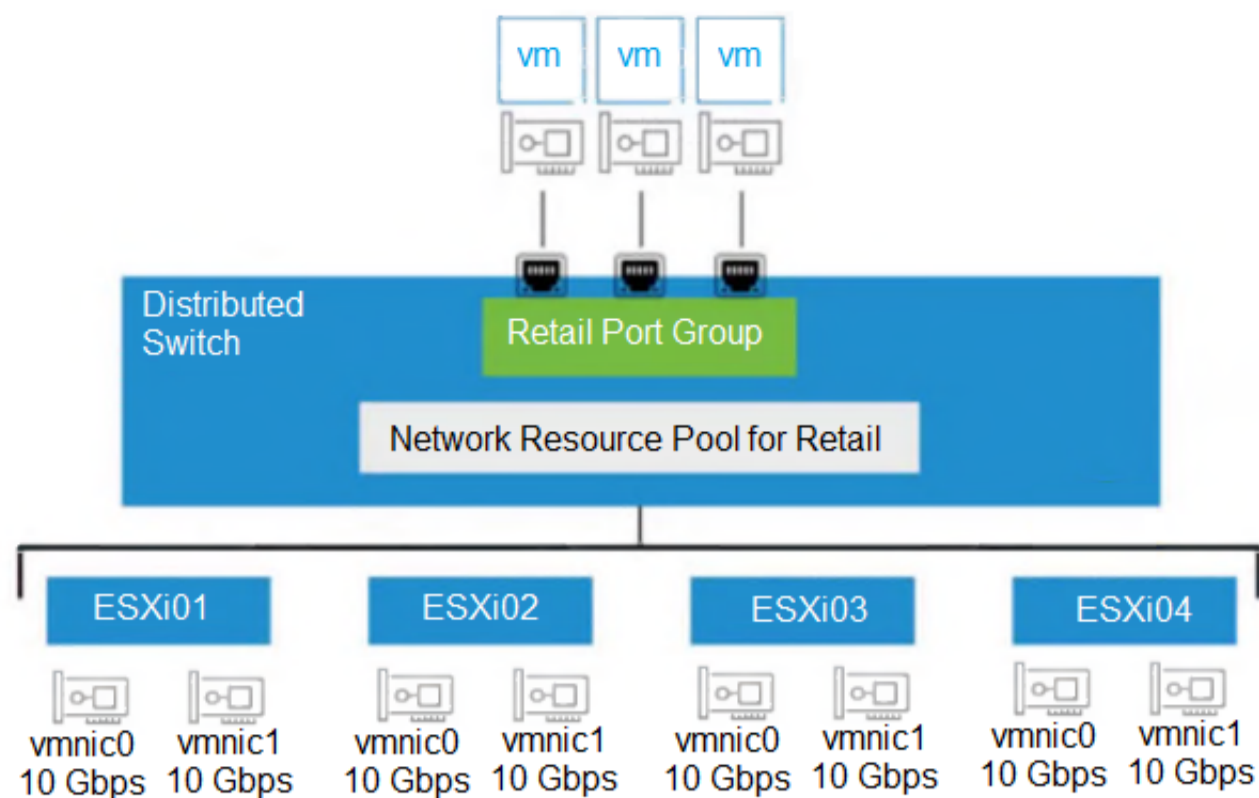 vm vm vm
Distributed
Switch
Retail Port Group
Network Resource Pool for Retail
ESXi01 ESXi02 ESXi03 ESXi04
vmnic0 vmnic1 vmnic0 vmnic1 vmnic0 vmnic1 vmnic0 vmnic1
10 Gbps 10 Gbps 10 Gbps 10 Gbps 10 Gbps 10 Gbps 10 Gbps 10 Gbps